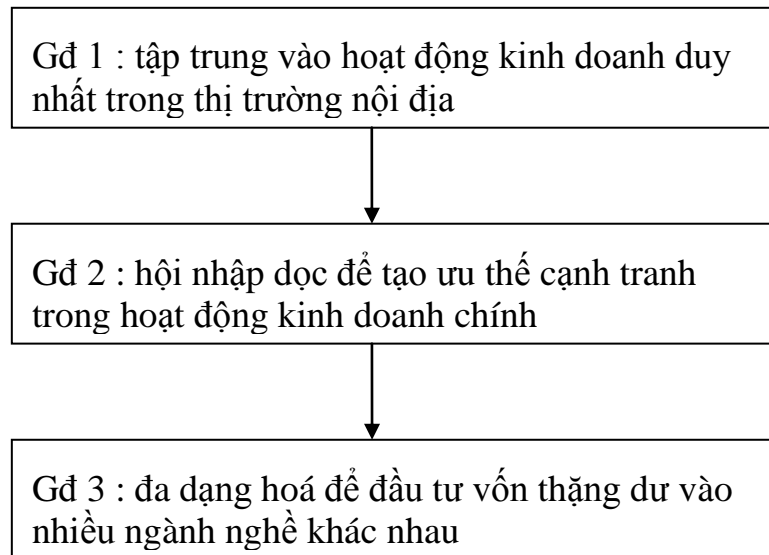 Gđ 1 : tập trung vào hoạt động kinh doanh duy
nhất trong thị trường nội địa
Gđ 2 : hội nhập dọc để tạo ưu thế cạnh tranh
trong hoạt động kinh doanh chính
Gđ 3 : đa dạng hoá để đầu tư vốn thặng dư vào
nhiều ngành nghề khác nhau